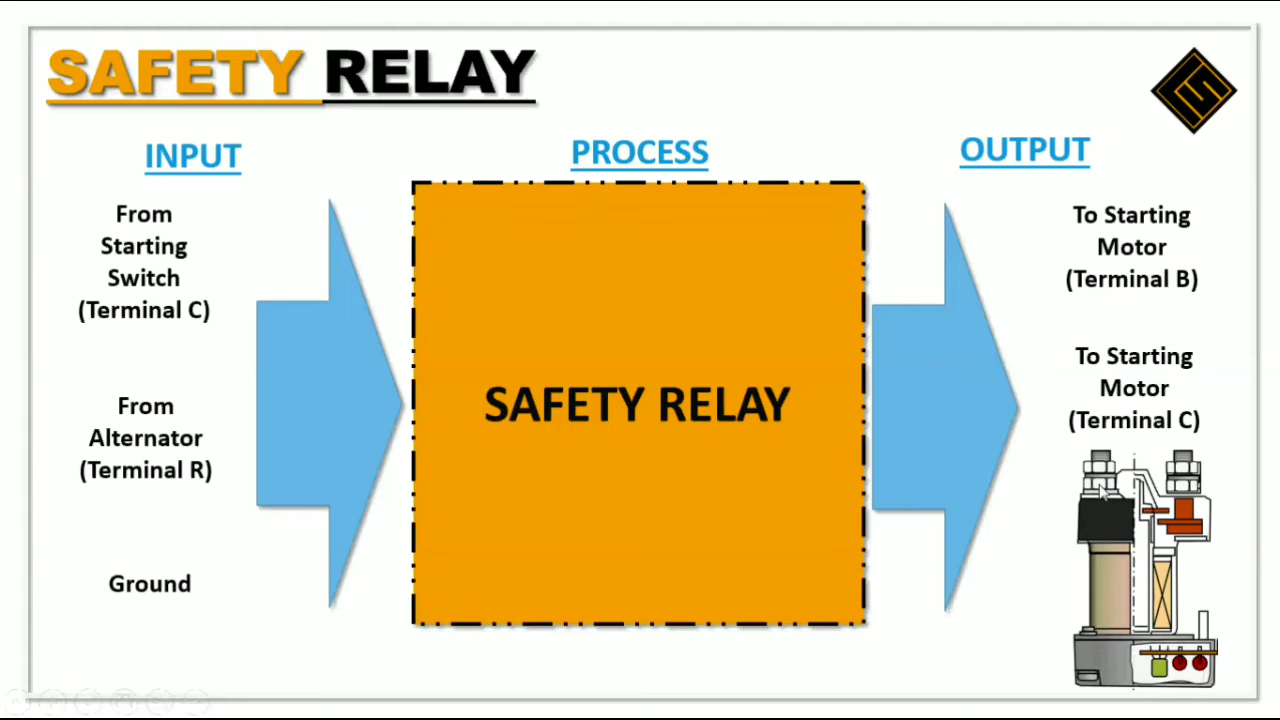 SAFETY RELAY
INPUT
PROCESS
OUTPUT
From
Starting
Switch
(Terminal C)
From
Alternator
(Terminal R)
Ground
SAFETY RELAY
To Starting
Motor
(Terminal B)
To Starting
Motor
(Terminal C)